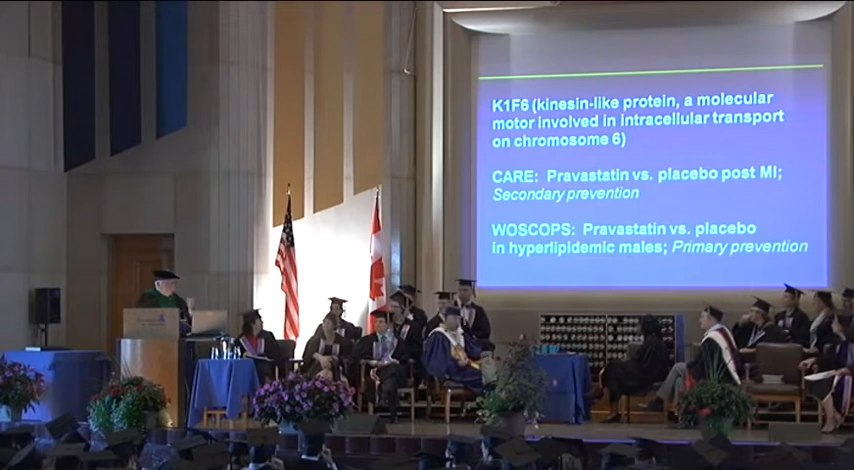 K1F6 (kinesin-like protein, a molecular
motor involved in intracellular transport
on chromosome 6)
CARE: Pravastatin vs. placebo post MI;
Secondary prevention
WOSCOPS: Pravastatin vs. placebo
in hyperlipidemic males; Primary prevention